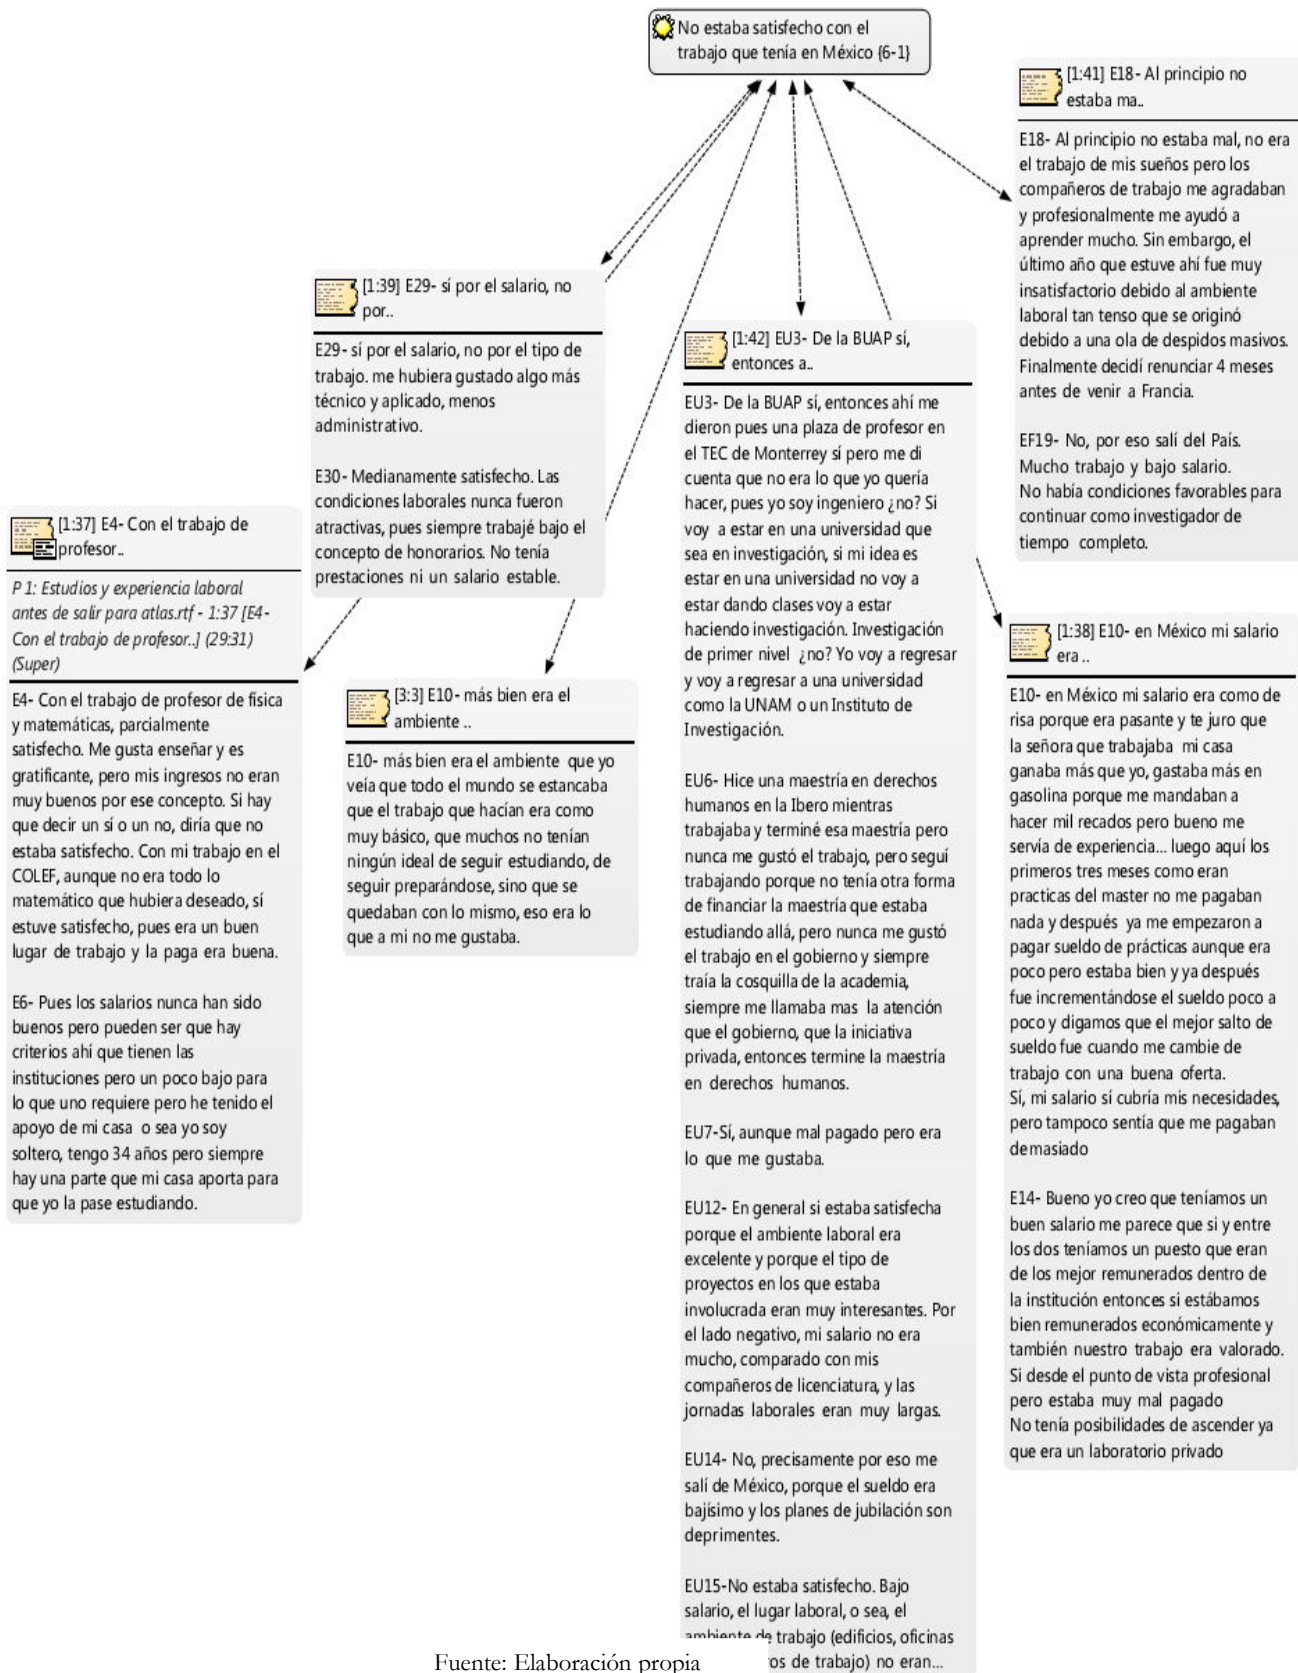 No estaba satisfecho con el
trabajo que tenía en México {6-1}
[1:41] E18- Al principio no
estaba ma..
E18- Al principio no estaba mal, no era
el trabajo de mis sueños pero los
compañeros de trabajo me agradaban
y profesionalmente me ayudó a
aprender mucho. Sin embargo, el
último año que estuve ahí fue muy
insatisfactorio debido al ambiente
laboral tan tenso que se originó
debido a una ola de despidos masivos.
Finalmente decidí renunciar 4 meses
antes de venir a Francia.
EF19- No, por eso salí del País.
Mucho trabajo y bajo salario.
No había condiciones favorables para
continuar como investigador de
tiempo completo.
[1:39] E29- sí por el salario, no
por..
E29- sí por el salario, no por el tipo de
trabajo. me hubiera gustado algo más
técnico y aplicado, menos
administrativo.
E30- Medianamente satisfecho. Las
condiciones laborales nunca fueron
atractivas, pues siempre trabajé bajo el
concepto de honorarios. No tenía
prestaciones ni un salario estable.
[1:42] EU3- De la BUAP sí,
entonces a..
EU3- De la BUAP sí, entonces ahí me
dieron pues una plaza de profesor en
el TEC de Monterrey sí pero me di
cuenta que no era lo que yo quería
hacer, pues yo soy ingeniero ¿no? Si
voy a estar en una universidad que
sea en investigación, si mi idea es
estar en una universidad no voy a
estar dando clases voy a estar
haciendo investigación. Investigación
de primer nivel ¿no? Yo voy a regresar
y voy a regresar a una universidad
como la UNAM o un Instituto de
Investigación.
EU6- Hice una maestría en derechos
humanos en la Ibero mientras
trabajaba y terminé esa maestría pero
nunca me gustó el trabajo, pero seguí
trabajando porque no tenía otra forma
de financiar la maestría que estaba
estudiando allá, pero nunca me gustó
el trabajo en el gobierno y siempre
traía la cosquilla de la academia,
siempre me llamaba mas la atención
que el gobierno, que la iniciativa
privada, entonces termine la maestría
en derechos humanos.
EU7-Sí, aunque mal pagado pero era
lo que me gustaba.
EU12- En general si estaba satisfecha
porque el ambiente laboral era
excelente y porque el tipo de
proyectos en los que estaba
involucrada eran muy interesantes. Por
el lado negativo, mi salario no era
mucho, comparado con mis
compañeros de licenciatura, y las
jornadas laborales eran muy largas.
EU14- No, precisamente por eso me
salí de México, porque el sueldo era
bajísimo y los planes de jubilación son
deprimentes.
EU15-No estaba satisfecho. Bajo
salario, el lugar laboral, o sea, el
ambiente de trabajo (edificios, oficinas
de trabajo) no eran...
[1:37] E4- Con el trabajo de
profesor..
P 1: Estudios y experiencia laboral
antes de salir para atlas.rtf - 1:37 [E4-
Con el trabajo de profesor..] (29:31)
(Super)
E4- Con el trabajo de profesor de física
y matemáticas, parcialmente
satisfecho. Me gusta enseñar y es
gratificante, pero mis ingresos no eran
muy buenos por ese concepto. Si hay
que decir un sí o un no, diría que no
estaba satisfecho. Con mi trabajo en el
COLEF, aunque no era todo lo
matemático que hubiera deseado, sí
estuve satisfecho, pues era un buen
lugar de trabajo y la paga era buena.
E6- Pues los salarios nunca han sido
buenos pero pueden ser que hay
criterios ahí que tienen las
instituciones pero un poco bajo para
lo que uno requiere pero he tenido el
apoyo de mi casa o sea yo soy
soltero, tengo 34 años pero siempre
hay una parte que mi casa aporta para
que yo la pase estudiando.
[3:3] E10- más bien era el
ambiente ..
E10- más bien era el ambiente que yo
veía que todo el mundo se estancaba
que el trabajo que hacían era como
muy básico, que muchos no tenían
ningún ideal de seguir estudiando, de
seguir preparándose, sino que se
quedaban con lo mismo, eso era lo
que a mi no me gustaba.
[1:38] E10- en México mi salario
era ..
E10- en México mi salario era como de
risa porque era pasante y te juro que
la señora que trabajaba mi casa
ganaba más que yo, gastaba más en
gasolina porque me mandaban a
hacer mil recados pero bueno me
servía de experiencia... luego aquí los
primeros tres meses como eran
practicas del master no me pagaban
nada y después ya me empezaron a
pagar sueldo de prácticas aunque era
poco pero estaba bien y ya después
fue incrementándose el sueldo poco a
poco y digamos que el mejor salto de
sueldo fue cuando me cambie de
trabajo con una buena oferta.
Sí, mi salario sí cubría mis necesidades,
pero tampoco sentía que me pagaban
demasiado
E14- Bueno yo creo que teníamos un
buen salario me parece que si y entre
los dos teníamos un puesto que eran
de los mejor remunerados dentro de
la institución entonces si estábamos
bien remunerados económicamente y
también nuestro trabajo era valorado.
Si desde el punto de vista profesional
pero estaba muy mal pagado
No tenía posibilidades de ascender ya
que era un laboratorio privado
Fuente: Elaboración propia